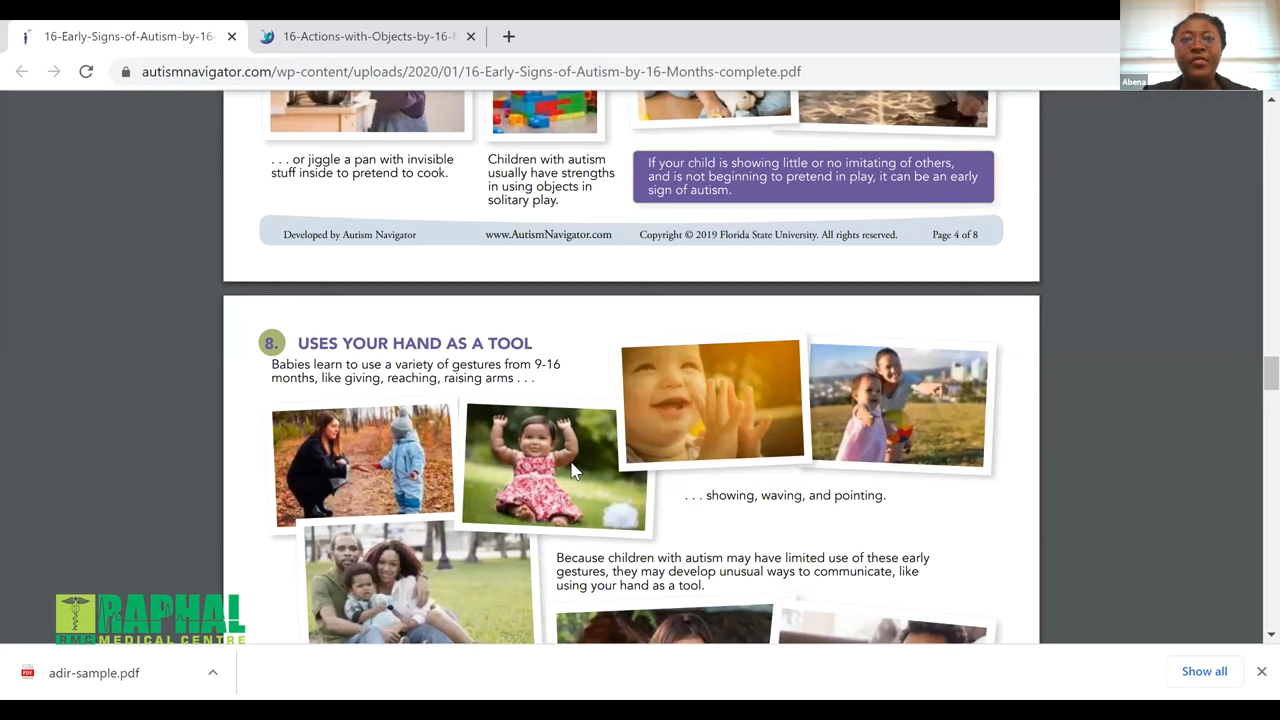 16-Early-Signs-of-Autism-by-16-
16-Actions-with-Objects-by-16-
autismnavigator.com/wp-content/uploads/2020/01/16-Early-Signs-of-Autism-by-16-Months-complete.pdf
Abena
. . . or jiggle a pan with invisible
stuff inside to pretend to cook.
Children with autism
usually have strengths
in using objects in
solitary play.
If your child is showing little or no imitating of others,
and is not beginning to pretend in play, it can be an early
sign of autism.
Developed by Autism Navigator
www.AutismNavigator.com
Copyright © 2019 Florida State University. All rights reserved.
Page 4 of 8
8. USES YOUR HAND AS A TOOL
Babies learn to use a variety of gestures from 9-16
months, like giving, reaching, raising arms . . .
. . . showing, waving, and pointing.
Because children with autism may have limited use of these early
gestures, they may develop unusual ways to communicate, like
using your hand as a tool.
RAPHAL
RMC MEDICAL CENTRE
PDF
adir-sample.pdf
Show all